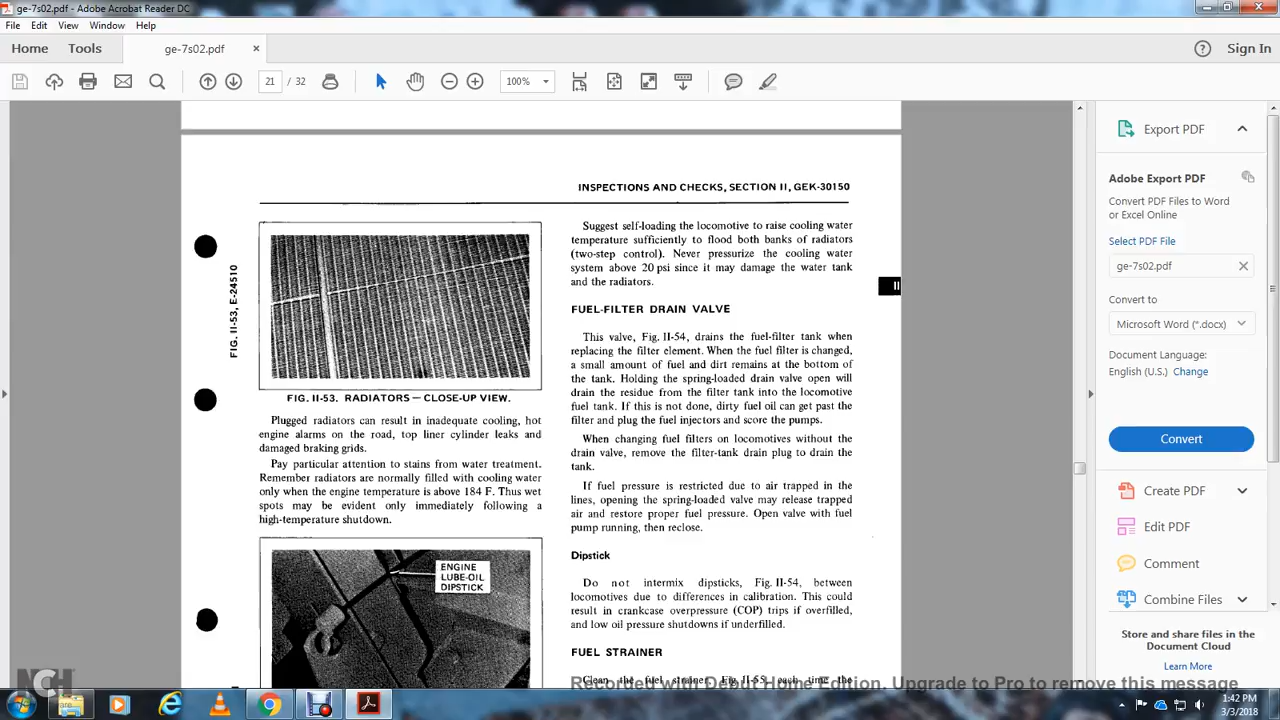 ge-7s02.pdf - Adobe Acrobat Reader DC
File Edit View Window Help
Home Tools ge-7s02.pdf × Sign In
21 / 32 100%
INSPECTIONS AND CHECKS, SECTION II, GEK-30150
FIG. II-53, E-24510
FIG. II-53. RADIATORS — CLOSE-UP VIEW.
Plugged radiators can result in inadequate cooling, hot
engine alarms on the road, top liner cylinder leaks and
damaged braking grids.
Pay particular attention to stains from water treatment.
Remember radiators are normally filled with cooling water
only when the engine temperature is above 184 F. Thus wet
spots may be evident only immediately following a
high-temperature shutdown.
ENGINE
LUBE-OIL
DIPSTICK
Suggest self-loading the locomotive to raise cooling water
temperature sufficiently to flood both banks of radiators
(two-step control). Never pressurize the cooling water
system above 20 psi since it may damage the water tank
and the radiators.
II
FUEL-FILTER DRAIN VALVE
This valve, Fig. II-54, drains the fuel-filter tank when
replacing the filter element. When the fuel filter is changed,
a small amount of fuel and dirt remains at the bottom of
the tank. Holding the spring-loaded drain valve open will
drain the residue from the filter tank into the locomotive
fuel tank. If this is not done, dirty fuel oil can get past the
filter and plug the fuel injectors and score the pumps.
When changing fuel filters on locomotives without the
drain valve, remove the filter-tank drain plug to drain the
tank.
If fuel pressure is restricted due to air trapped in the
lines, opening the spring-loaded valve may release trapped
air and restore proper fuel pressure. Open valve with fuel
pump running, then reclose.
Dipstick
Do not intermix dipsticks, Fig. II-54, between
locomotives due to differences in calibration. This could
result in crankcase overpressure (COP) trips if overfilled,
and low oil pressure shutdowns if underfilled.
FUEL STRAINER
Clean the fuel strainer, Fig. II-55, each time the
Export PDF
Adobe Export PDF
Convert PDF Files to Word
or Excel Online
Select PDF File
ge-7s02.pdf
Convert to
Microsoft Word (*.docx)
Document Language:
English (U.S.) Change
Convert
Create PDF
Edit PDF
Comment
Combine Files
Store and share files in the
Document Cloud
Learn More
NCH
Recorded with Debut Home Edition. Upgrade to Pro to remove this message
1:42 PM
3/3/2018